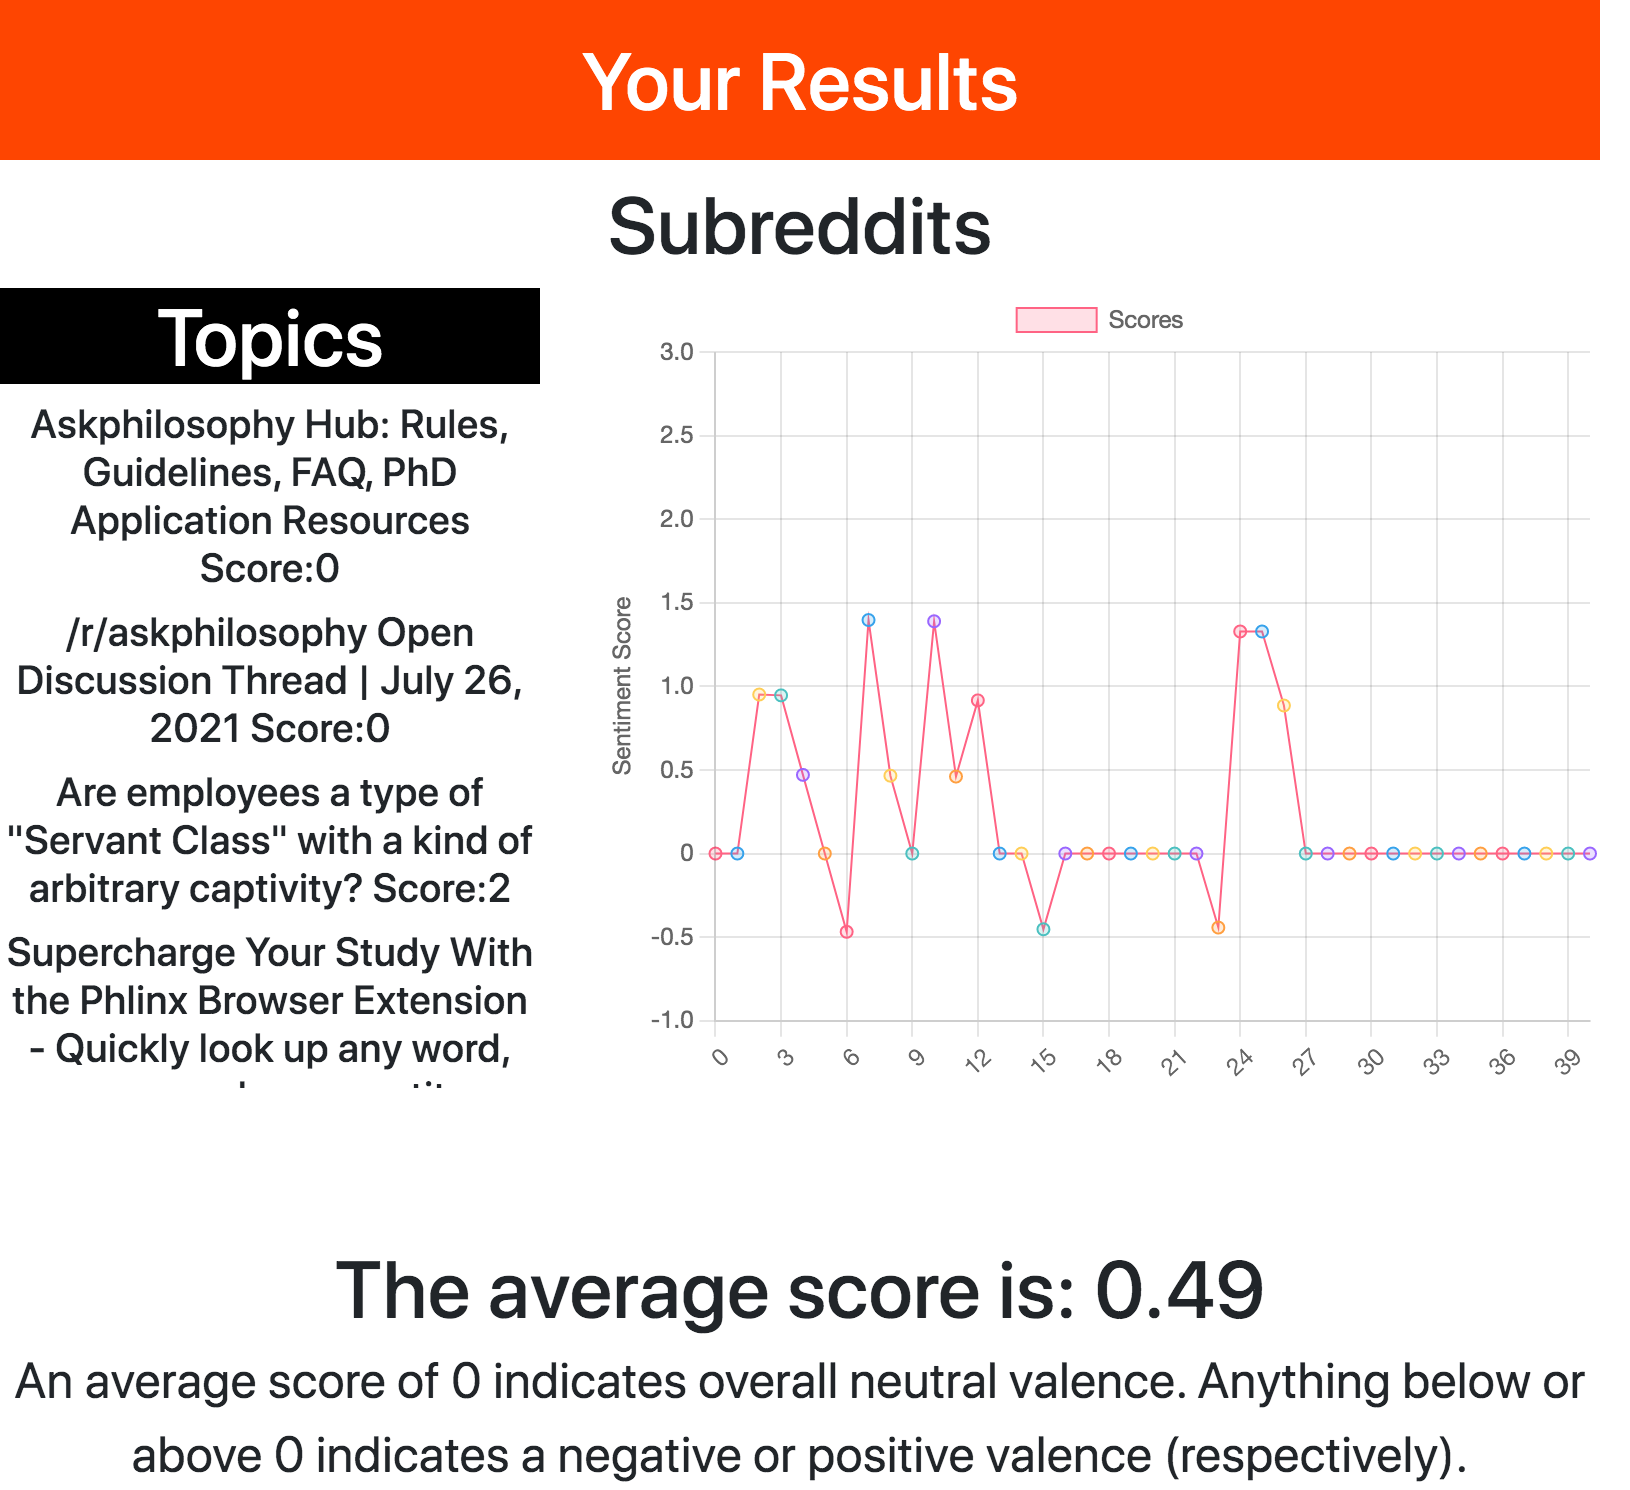 Your Results
Subreddits
Topics
Askphilosophy Hub: Rules,
Guidelines, FAQ, PhD
Application Resources
Score:0
/r/askphilosophy Open
Discussion Thread | July 26,
2021 Score:0
Are employees a type of
"Servant Class" with a kind of
arbitrary captivity? Score:2
Supercharge Your Study With
the Phlinx Browser Extension
- Quickly look up any word,
Scores
Sentiment Score
3.0
2.5
2.0
1.5
1.0
0.5
0
-0.5
-1.0
0 3 6 9 12 15 18 21 24 27 30 33 36 39
The average score is: 0.49
An average score of 0 indicates overall neutral valence. Anything below or
above 0 indicates a negative or positive valence (respectively).